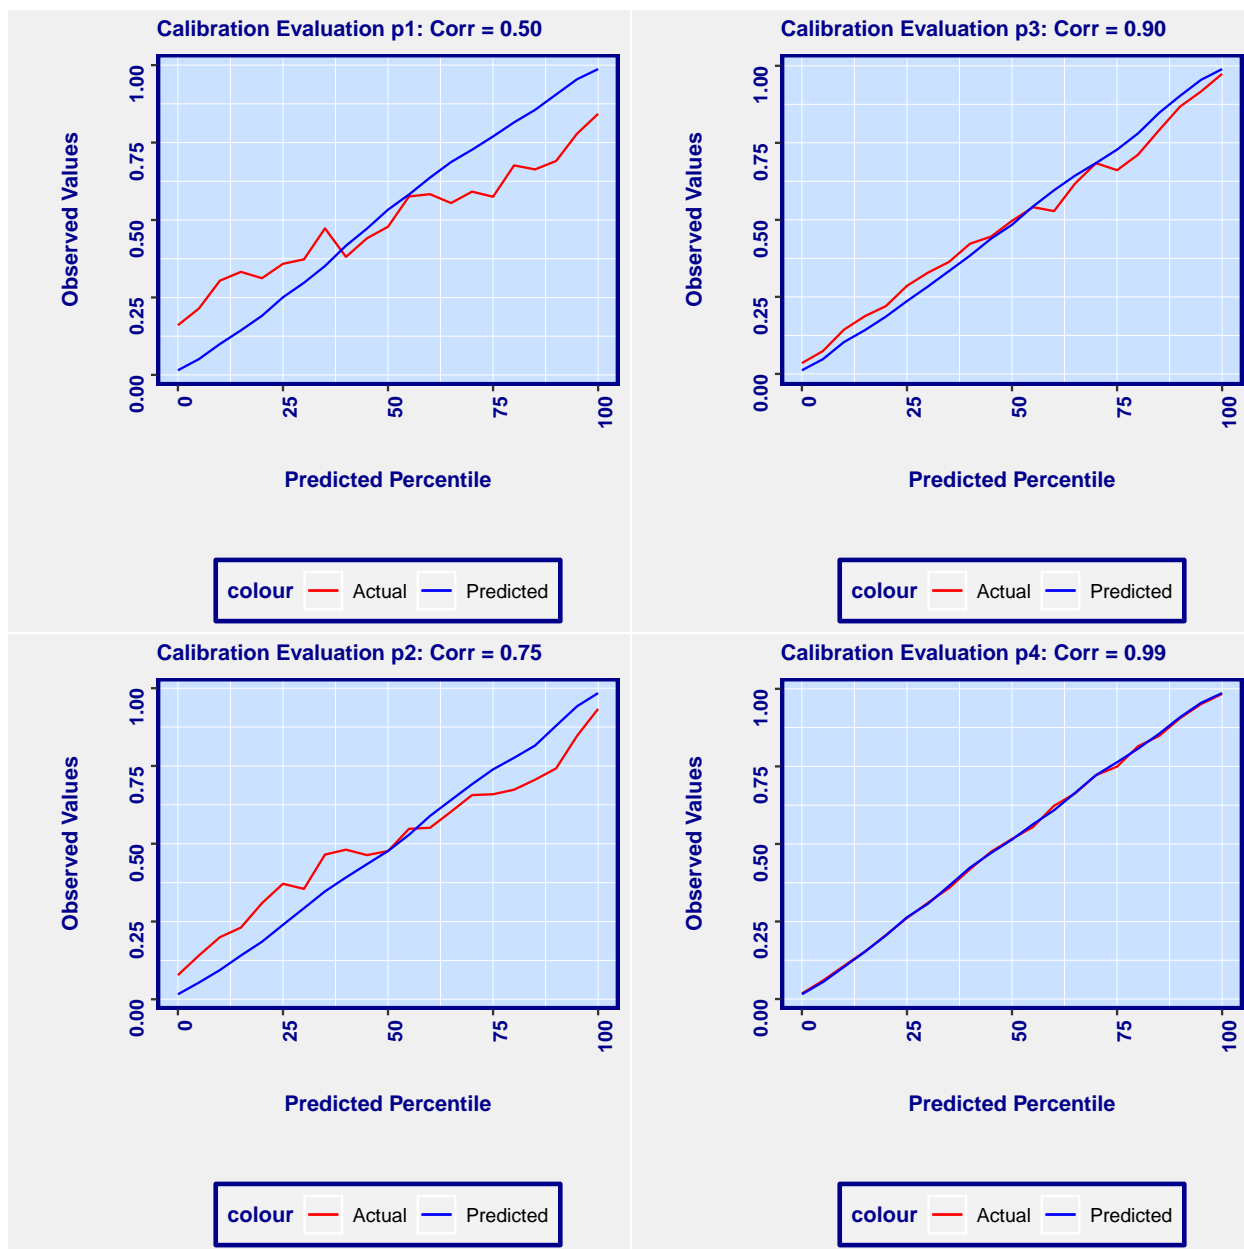 Calibration Evaluation p1: Corr = 0.50
Observed Values
1.00
0.75
0.50
0.25
0.00
0
25
50
75
100
Predicted Percentile
colour Actual Predicted
Calibration Evaluation p3: Corr = 0.90
Observed Values
1.00
0.75
0.50
0.25
0.00
0
25
50
75
100
Predicted Percentile
colour Actual Predicted
Calibration Evaluation p2: Corr = 0.75
Observed Values
1.00
0.75
0.50
0.25
0.00
0
25
50
75
100
Predicted Percentile
colour Actual Predicted
Calibration Evaluation p4: Corr = 0.99
Observed Values
1.00
0.75
0.50
0.25
0.00
0
25
50
75
100
Predicted Percentile
colour Actual Predicted